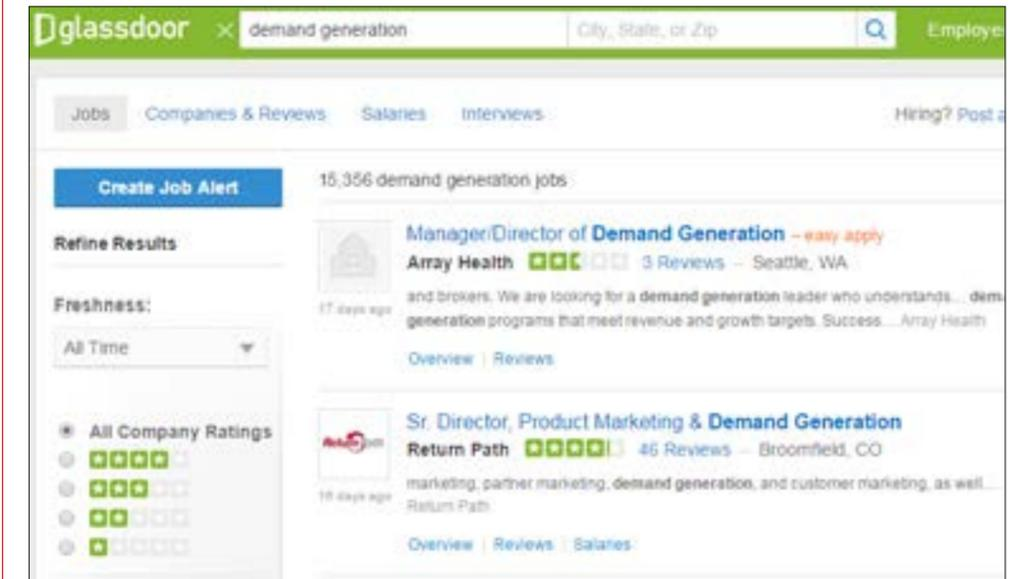 glassdoor × demand generation City, State, or Zip Employe
Jobs Companies & Reviews Salaries Interviews Hiring? Post a
Create Job Alert
15,356 demand generation jobs
Refine Results
Manager/Director of Demand Generation – easy apply
Array Health 3 Reviews – Seattle, WA
17 days ago
and brokers. We are looking for a demand generation leader who understands... dem
generation programs that meet revenue and growth targets. Success... Array Health
Overview | Reviews
Freshness:
All Time
Sr. Director, Product Marketing & Demand Generation
Return Path 46 Reviews – Broomfield, CO
days ago
marketing, partner marketing, demand generation, and customer marketing, as well...
Return Path
Overview | Reviews | Salaries
All Company Ratings